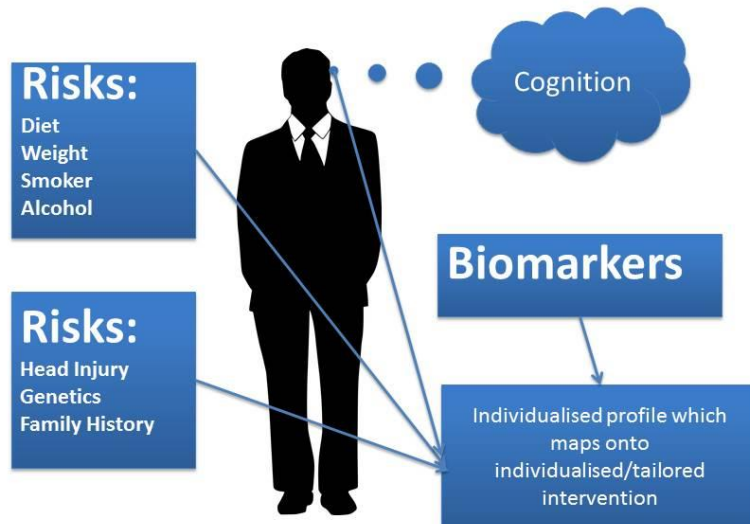 Risks:
Diet
Weight
Smoker
Alcohol
Cognition
Biomarkers
Risks:
Head Injury
Genetics
Family History
Individualised profile which
maps onto
individualised/tailored
intervention